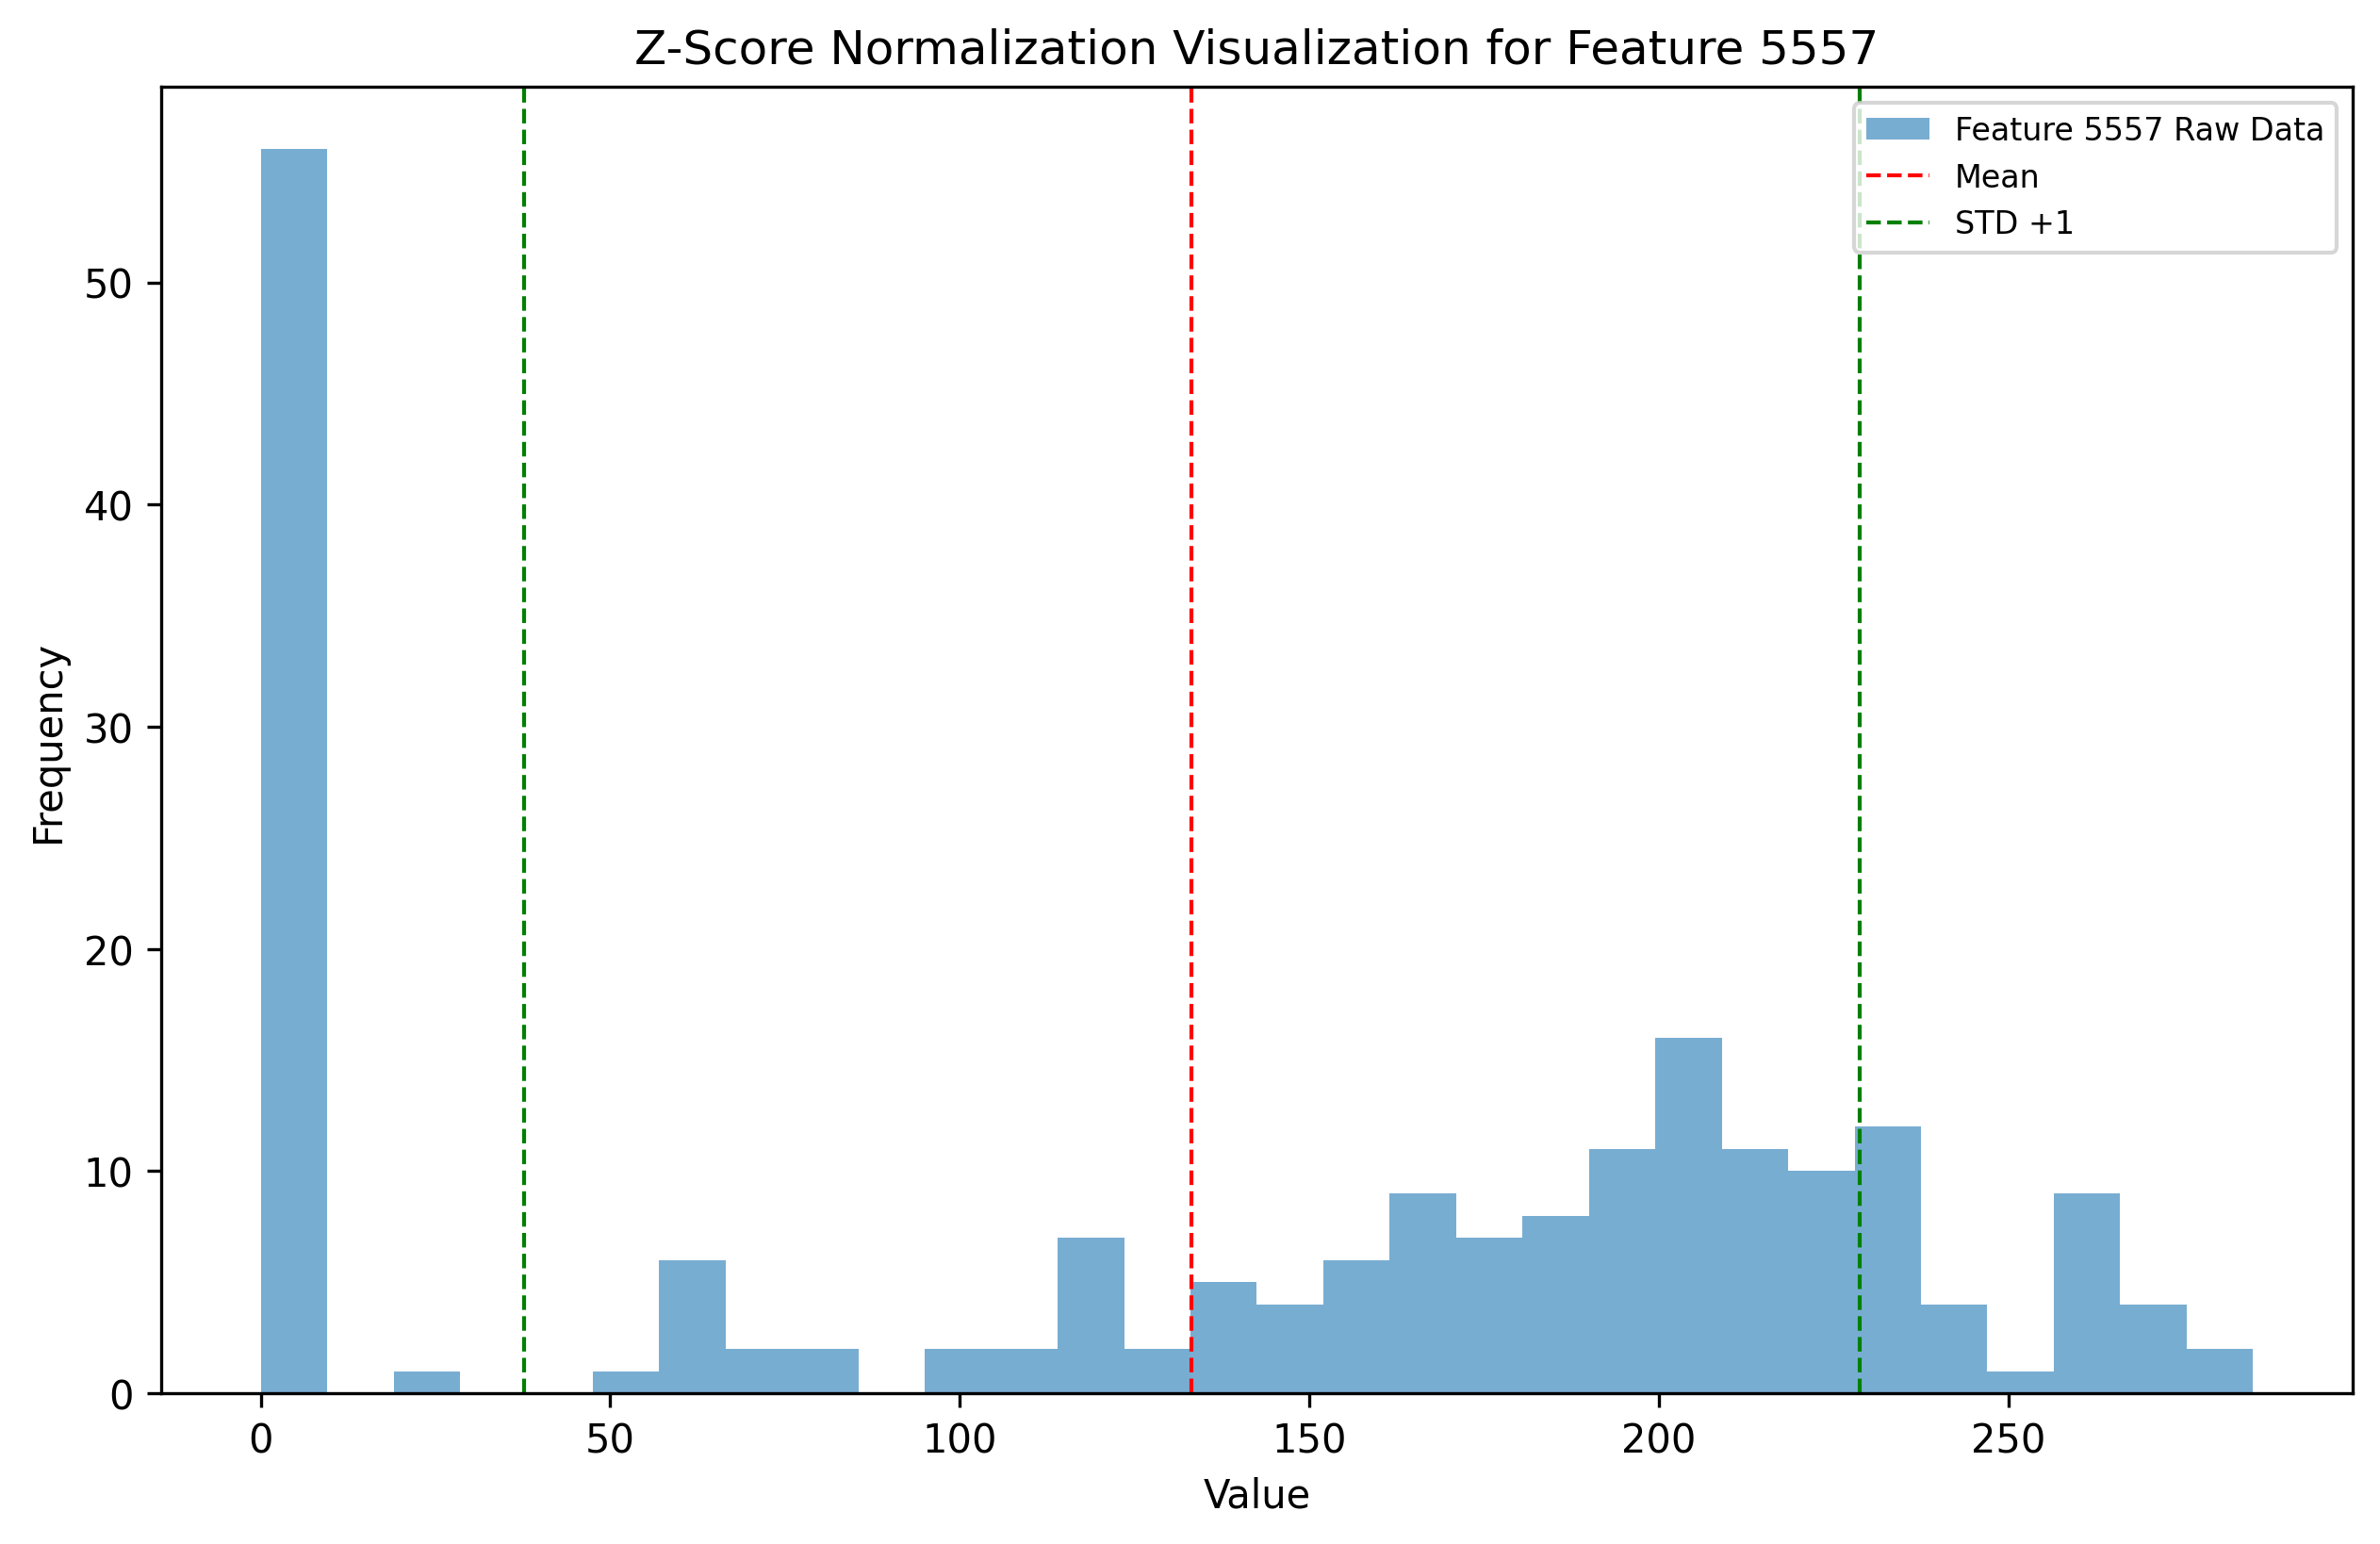 Z-Score Normalization Visualization for Feature 5557
Feature 5557 Raw Data
Mean
STD +1
Frequency
50
40
30
20
10
0
0 50 100 150 200 250
Value